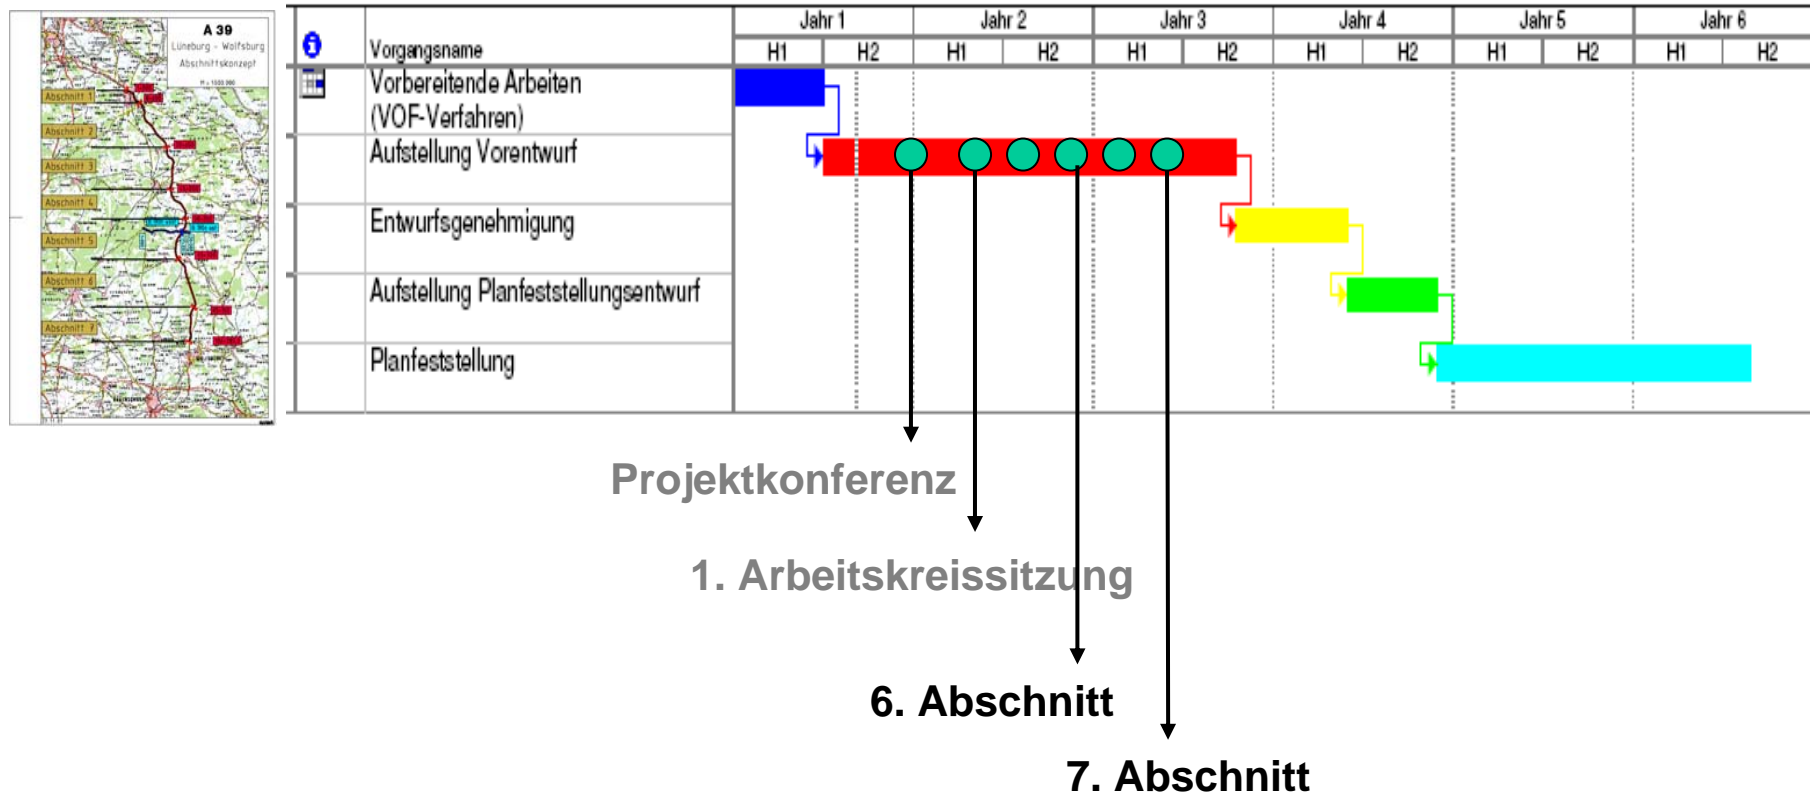 A 39
Lüneburg - Wolfsburg
Abschnittskonzept
Abschnitt 1
Abschnitt 2
Abschnitt 3
Abschnitt 4
Abschnitt 5
Abschnitt 6
Abschnitt 7
Jahr 1 Jahr 2 Jahr 3 Jahr 4 Jahr 5 Jahr 6
Vorgangsname H1 H2 H1 H2 H1 H2 H1 H2 H1 H2 H1 H2
Vorbereitende Arbeiten
(VOF-Verfahren)
Aufstellung Vorentwurf
Entwurfsgenehmigung
Aufstellung Planfeststellungsentwurf
Planfeststellung
Projektkonferenz
1. Arbeitskreissitzung
6. Abschnitt
7. Abschnitt